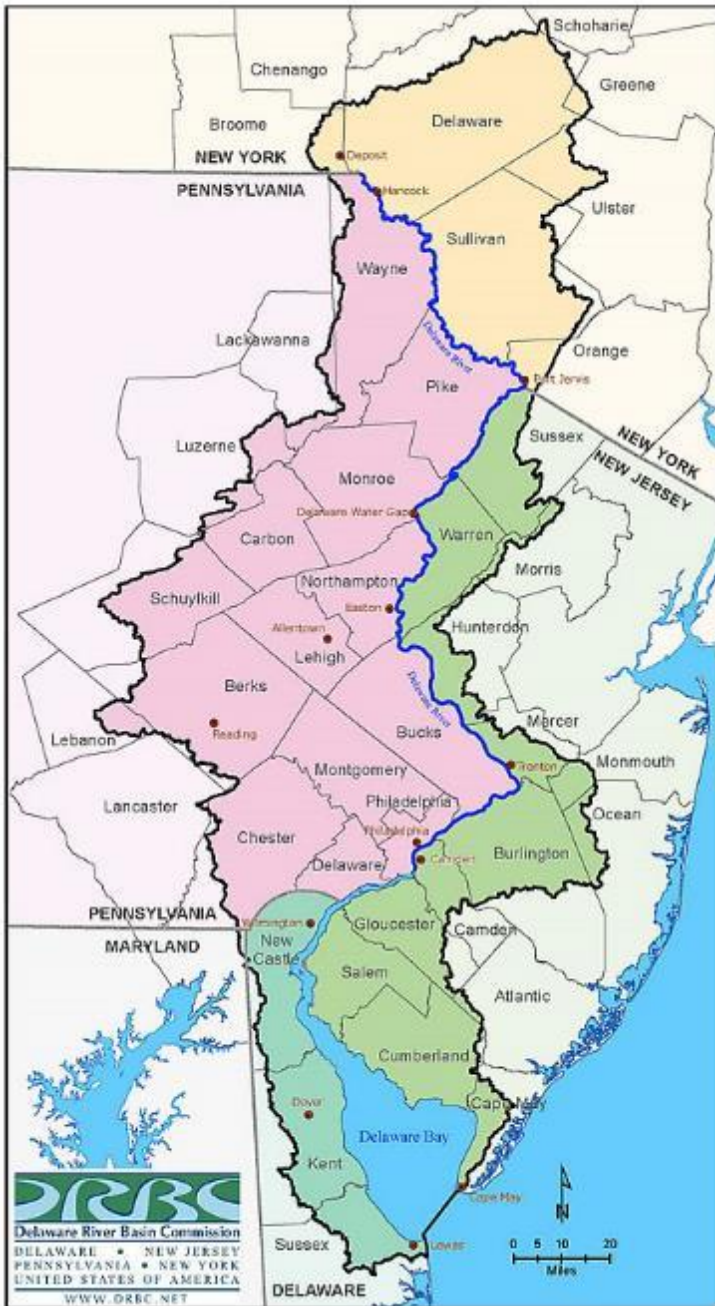 Schoharie
Chenango
Greene
Delaware
Broome
Deposit
NEW YORK
PENNSYLVANIA
Hancock
Ulster
Sullivan
Wayne
Lackawanna
Delaware River
Orange
Port Jervis
Pike
Luzerne
Sussex
NEW YORK
NEW JERSEY
Monroe
Delaware Water Gap
Warren
Carbon
Morris
Northampton
Schuylkill
Easton
Hunterdon
Allentown
Lehigh
Berks
Delaware River
Mercer
Reading
Bucks
Lebanon
Trenton
Monmouth
Montgomery
Lancaster
Philadelphia
Ocean
Chester
Philadelphia
Burlington
Delaware
Camden
PENNSYLVANIA
Wilmington
Gloucester
Camden
MARYLAND
New
Castle
Salem
Atlantic
Cumberland
Cape May
Dover
Delaware Bay
Kent
Cape May
N
DRBC
Delaware River Basin Commission
DELAWARE • NEW JERSEY
PENNSYLVANIA • NEW YORK
UNITED STATES OF AMERICA
WWW.DRBC.NET
Sussex
Lewes
DELAWARE
0 5 10 20
Miles